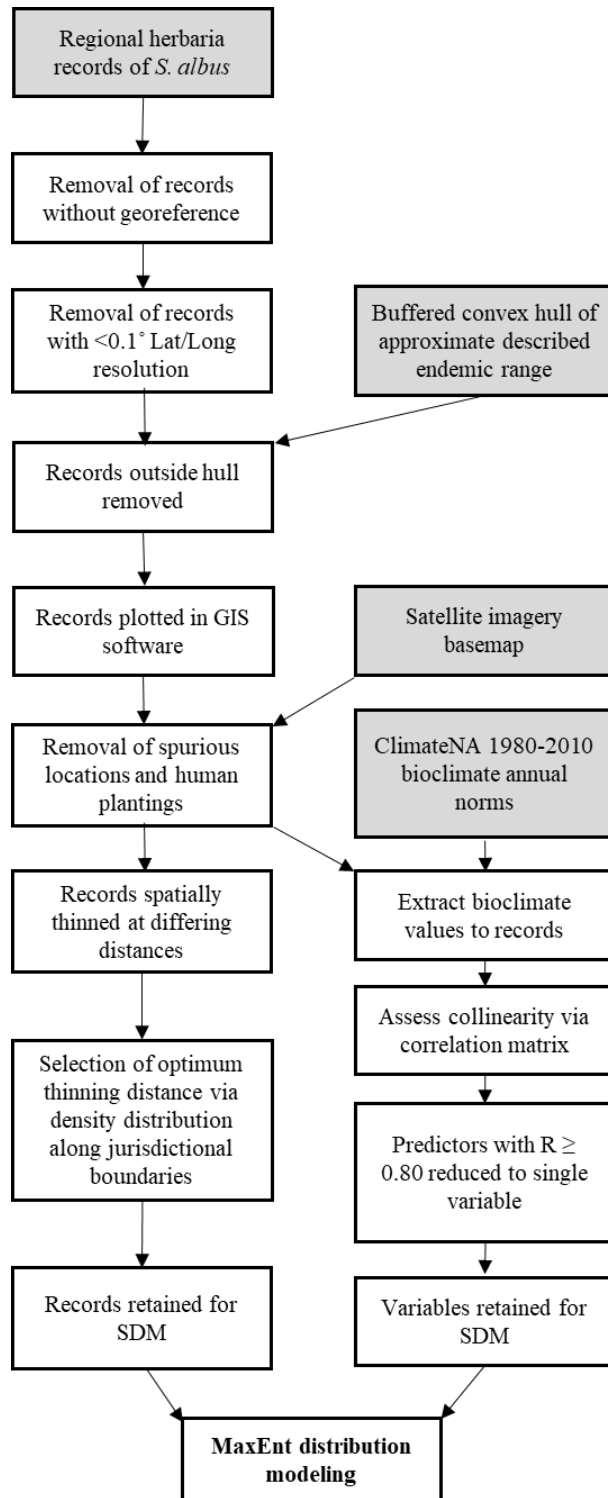 Regional herbaria
records of S. albus
Removal of records
without georeference
Removal of records
with <0.1˚ Lat/Long
resolution
Buffered convex hull of
approximate described
endemic range
Records outside hull
removed
Records plotted in GIS
software
Satellite imagery
basemap
Removal of spurious
locations and human
plantings
ClimateNA 1980-2010
bioclimate annual
norms
Records spatially
thinned at differing
distances
Extract bioclimate
values to records
Assess collinearity via
correlation matrix
Selection of optimum
thinning distance via
density distribution
along jurisdictional
boundaries
Predictors with R ≥
0.80 reduced to single
variable
Records retained for
SDM
Variables retained for
SDM
MaxEnt distribution
modeling